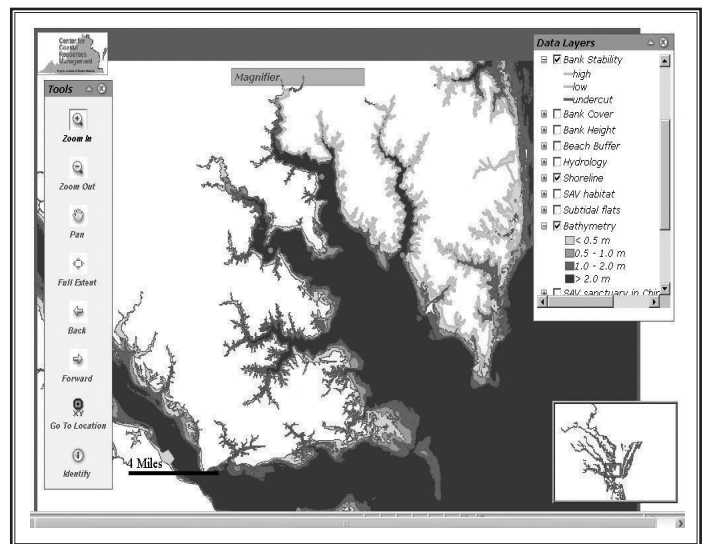 Center for
Coastal
Resources
Management
Magnifier
Tools
Zoom In
Zoom Out
Pan
Full Extent
Back
Forward
XY
Go To Location
Identify
4 Miles
Data Layers
Bank Stability
high
low
undercut
Bank Cover
Bank Height
Beach Buffer
Hydrology
Shoreline
SAV habitat
Subtidal flats
Bathymetry
< 0.5 m
0.5 - 1.0 m
1.0 - 2.0 m
> 2.0 m
SAV sanctuary in Chin